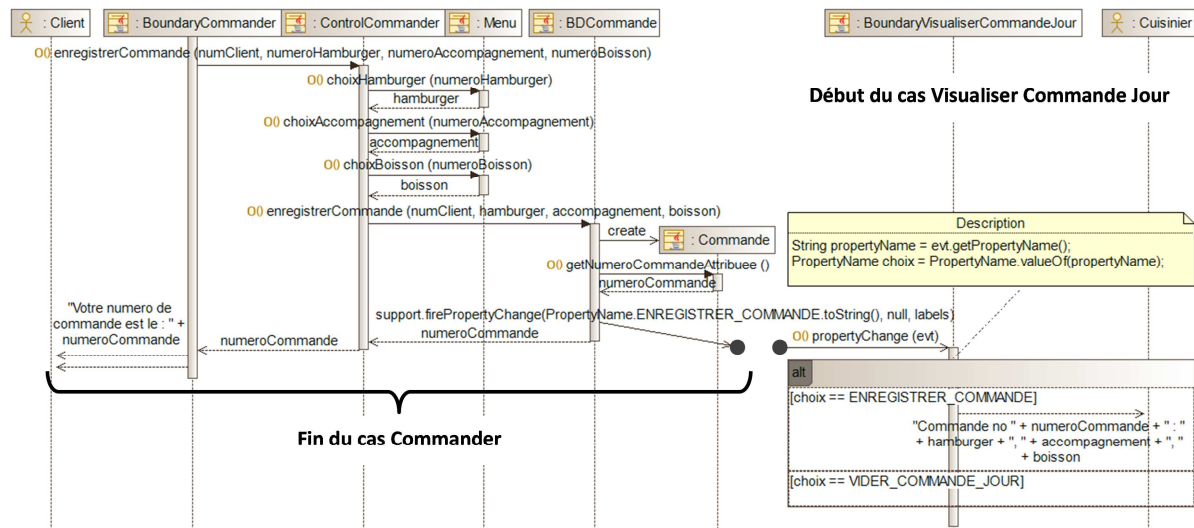 : Client
: BoundaryCommander
: ControlCommander
: Menu
: BDCommande
: BoundaryVisualiserCommandeJour
: Cuisinier
O() enregistrerCommande (numClient, numeroHamburger, numeroAccompagnement, numeroBoisson)
O() choixHamburger (numeroHamburger)
hamburger
O() choixAccompagnement (numeroAccompagnement)
accompagnement
O() choixBoisson (numeroBoisson)
boisson
O() enregistrerCommande (numClient, hamburger, accompagnement, boisson)
create
: Commande
O() getNumeroCommandeAttribuee ()
numeroCommande
support.firePropertyChange(PropertyName.ENREGISTRER_COMMANDE.toString(), null, labels)
numeroCommande
numeroCommande
"Votre numero de
commande est le : " +
numeroCommande
Fin du cas Commander
Début du cas Visualiser Commande Jour
Description
String propertyName = evt.getPropertyName();
PropertyName choix = PropertyName.valueOf(propertyName);
O() propertyChange (evt)
alt
[choix == ENREGISTRER_COMMANDE]
"Commande no " + numeroCommande + " : "
+ hamburger + ", " + accompagnement + ", "
+ boisson
[choix == VIDER_COMMANDE_JOUR]